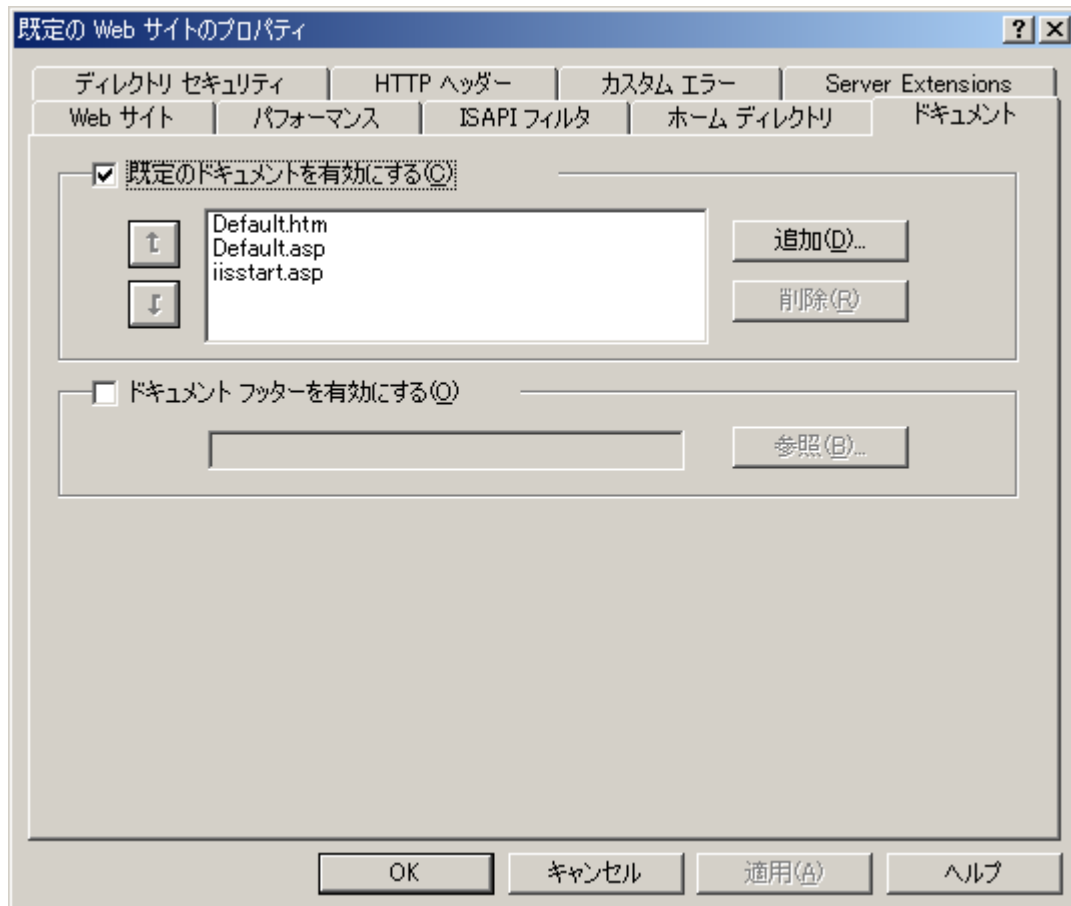 既定の Web サイトのプロパティ
ディレクトリ セキュリティ HTTP ヘッダー カスタム エラー Server Extensions
Web サイト パフォーマンス ISAPI フィルタ ホーム ディレクトリ ドキュメント
既定のドキュメントを有効にする(C)
Default.htm
Default.asp
iisstart.asp
追加(D)...
削除(R)
ドキュメント フッターを有効にする(O)
参照(B)...
OK キャンセル 適用(A) ヘルプ